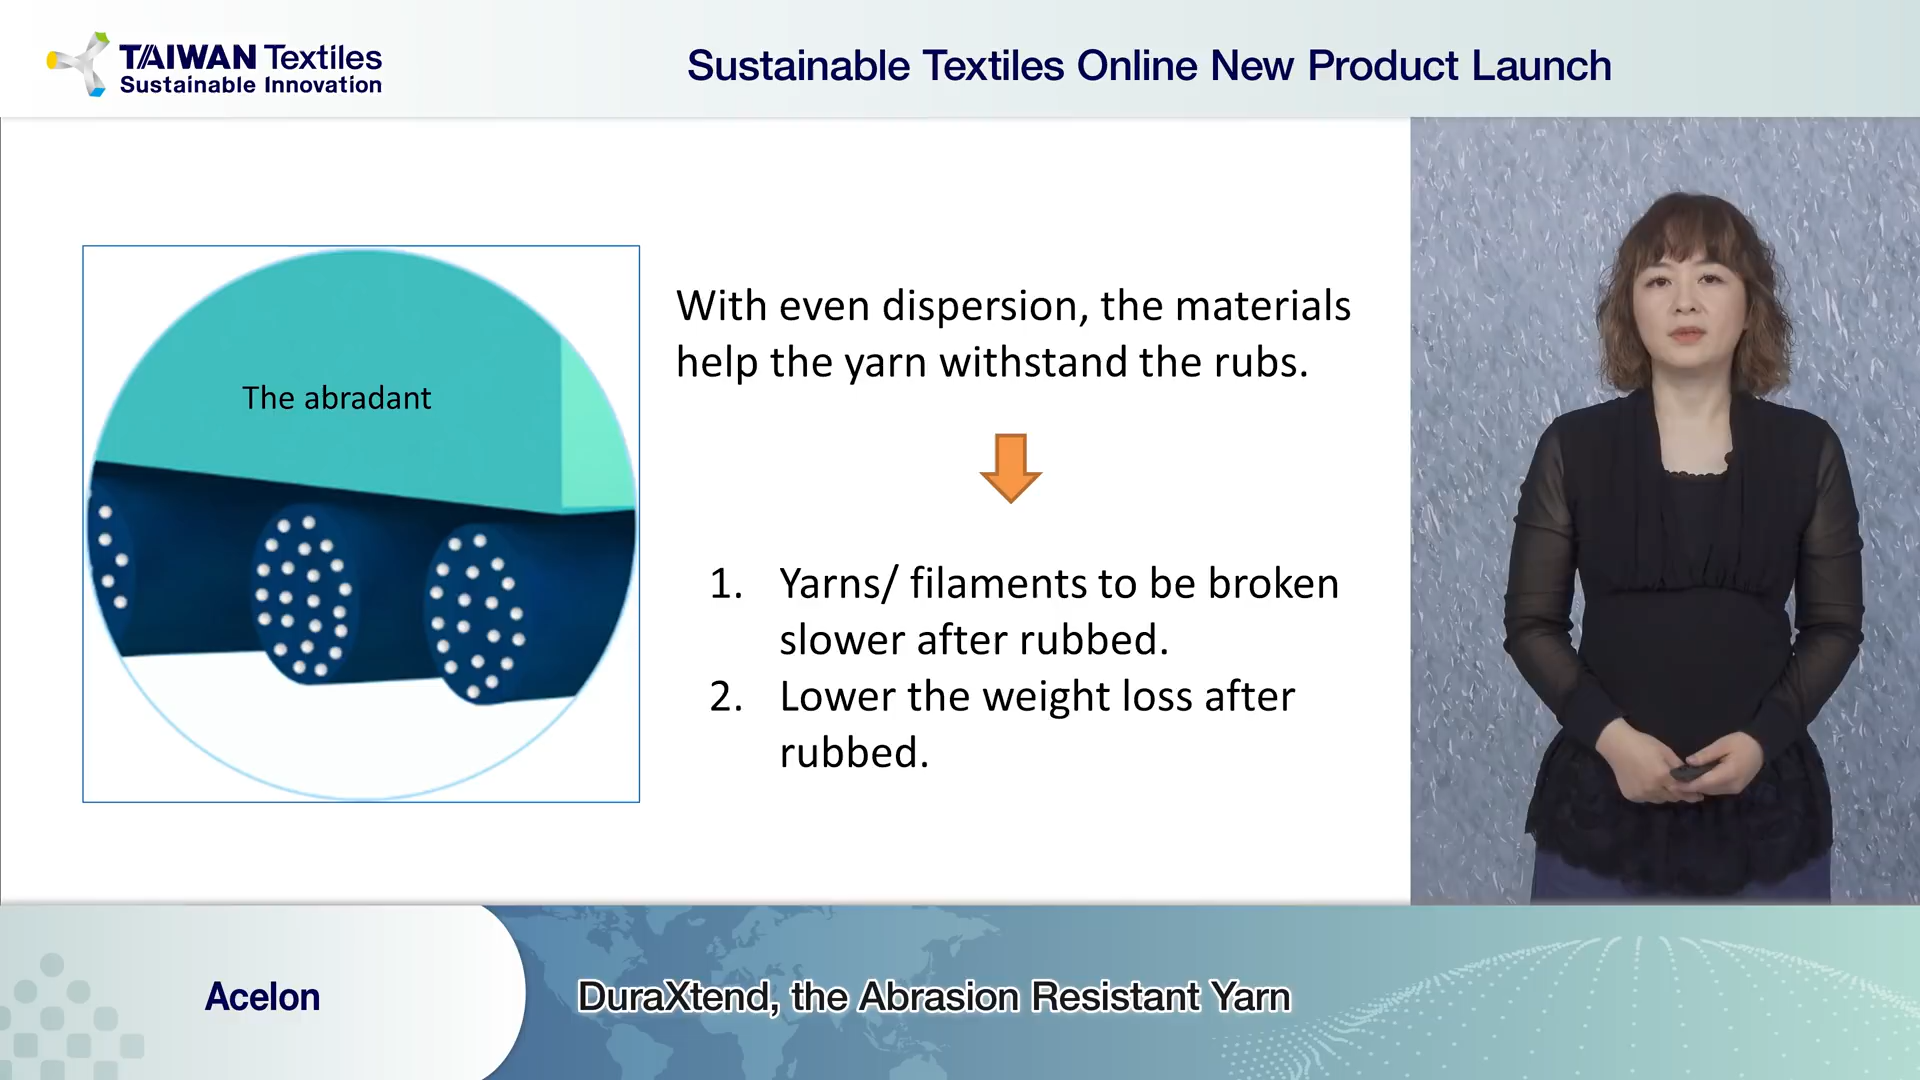 TAIWAN Textiles
Sustainable Innovation
Sustainable Textiles Online New Product Launch
The abradant
With even dispersion, the materials
help the yarn withstand the rubs.
1. Yarns/ filaments to be broken
slower after rubbed.
2. Lower the weight loss after
rubbed.
Acelon
DuraXtend, the Abrasion Resistant Yarn